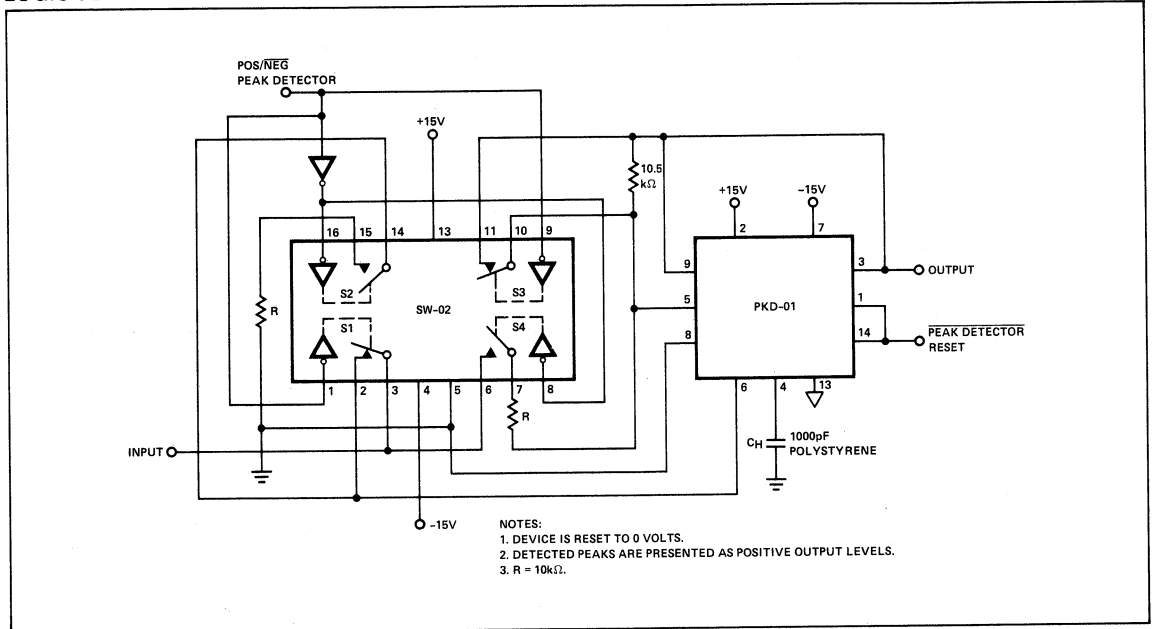 POS/NEG
PEAK DETECTOR
+15V
10.5
kΩ
+15V
-15V
16
15
14
13
11
10
9
2
7
S2
S3
9
3
OUTPUT
R
SW-02
5
PKD-01
1
S1
S4
8
14
PEAK DETECTOR
RESET
1
2
3
4
5
6
7
8
6
4
13
R
INPUT
CH
1000pF
POLYSTYRENE
-15V
NOTES:
1. DEVICE IS RESET TO 0 VOLTS.
2. DETECTED PEAKS ARE PRESENTED AS POSITIVE OUTPUT LEVELS.
3. R = 10kΩ.